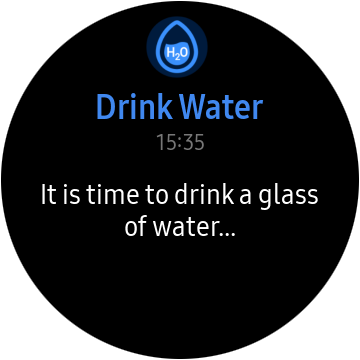 H₂O
Drink Water
15:35
It is time to drink a glass
of water...